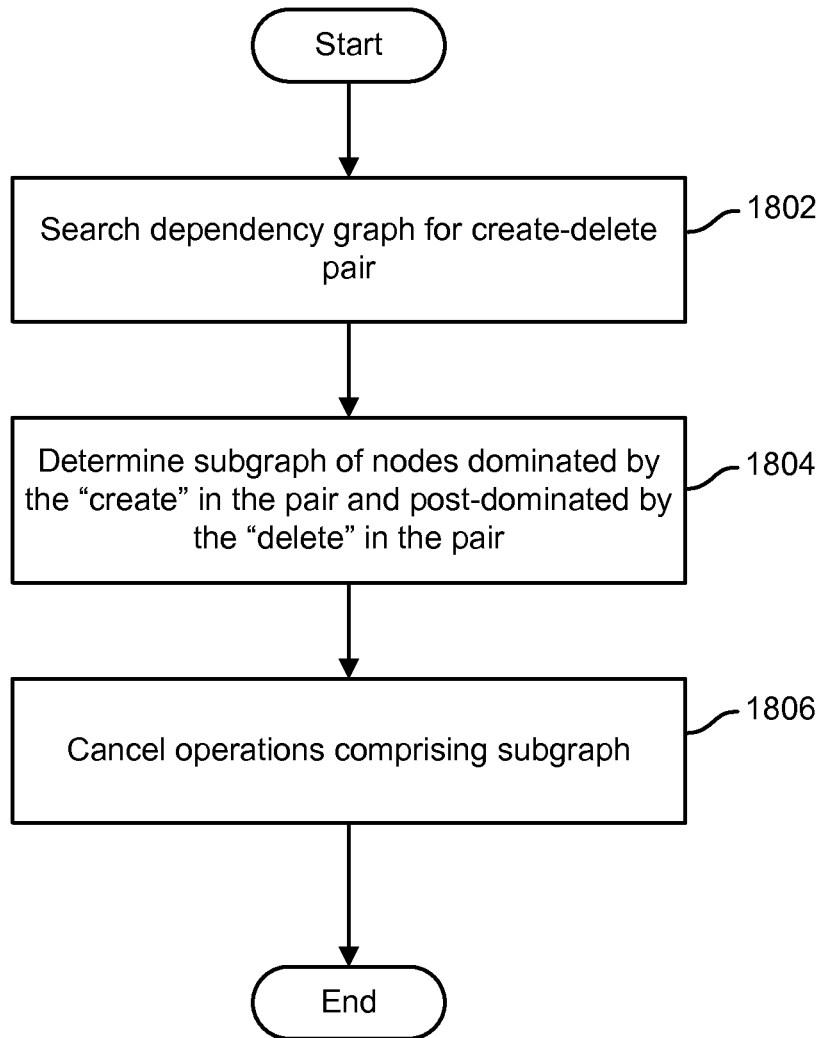 Start
Search dependency graph for create-delete
pair
1802
Determine subgraph of nodes dominated by
the “create” in the pair and post-dominated by
the “delete” in the pair
1804
Cancel operations comprising subgraph
1806
End